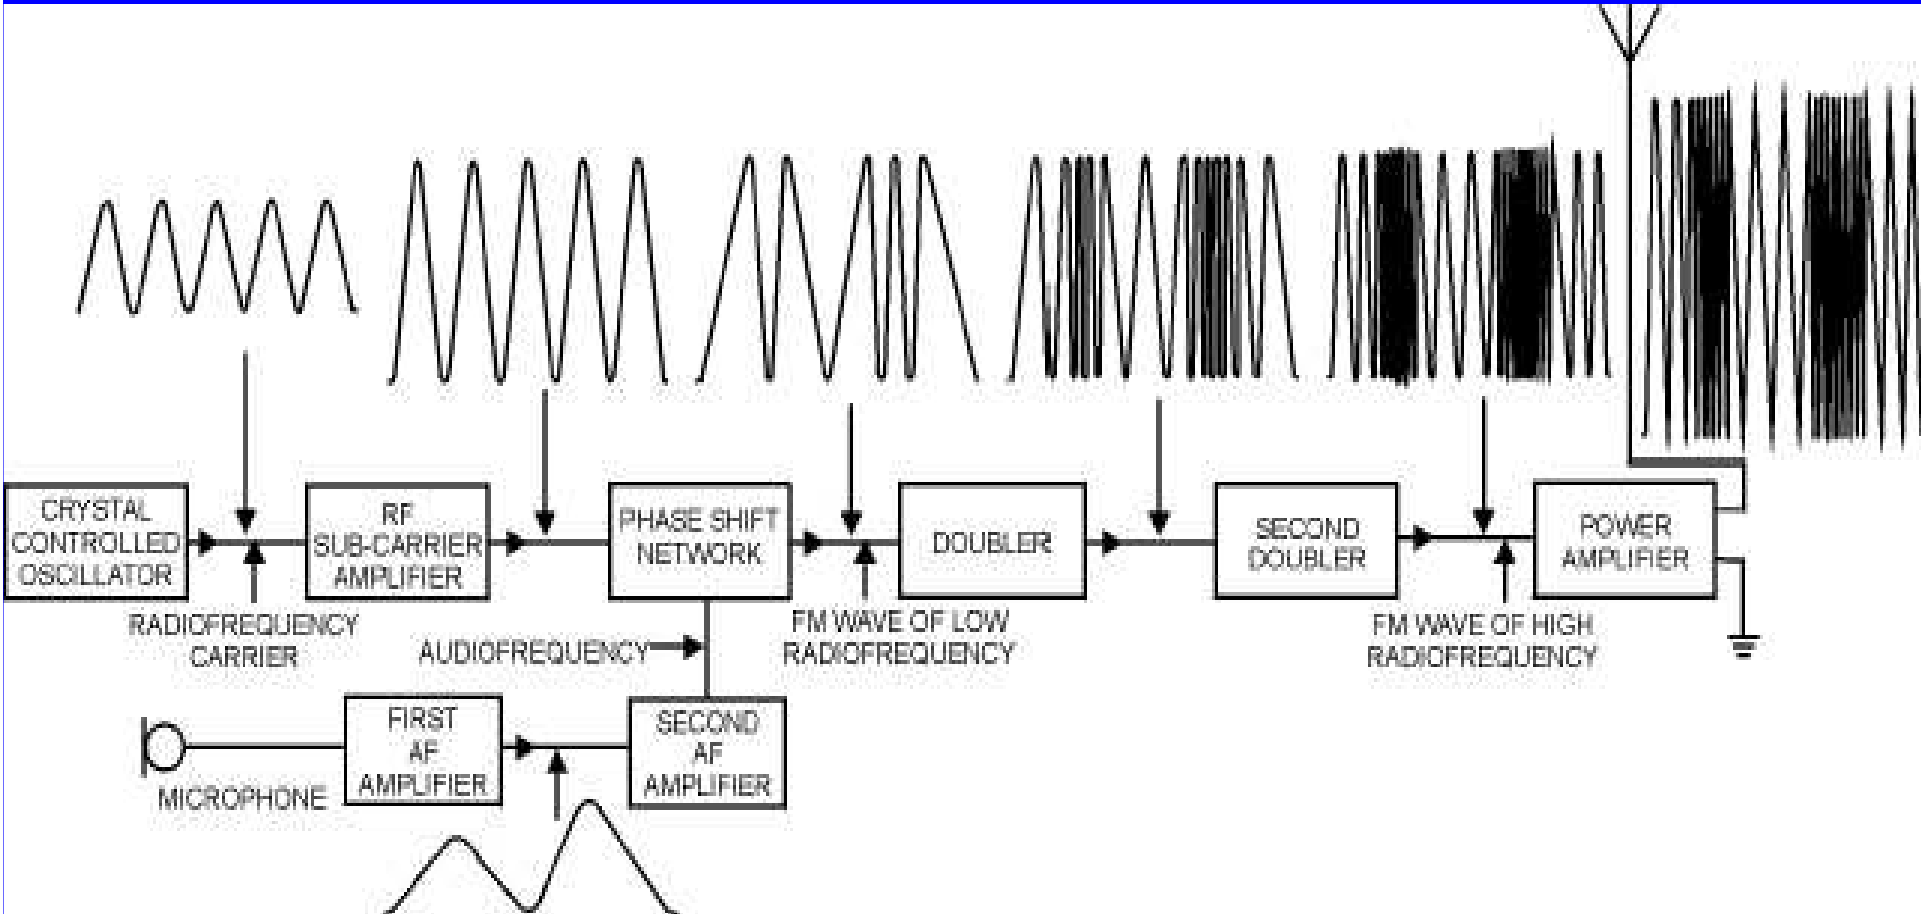 CRYSTAL
CONTROLLED
OSCILLATOR
RF
SUB-CARRIER
AMPLIFIER
PHASE SHIFT
NETWORK
DOUBLER
SECOND
DOUBLER
POWER
AMPLIFIER
RADIOFREQUENCY
CARRIER
AUDIOFREQUENCY
FM WAVE OF LOW
RADIOFREQUENCY
FM WAVE OF HIGH
RADIOFREQUENCY
MICROPHONE
FIRST
AF
AMPLIFIER
SECOND
AF
AMPLIFIER